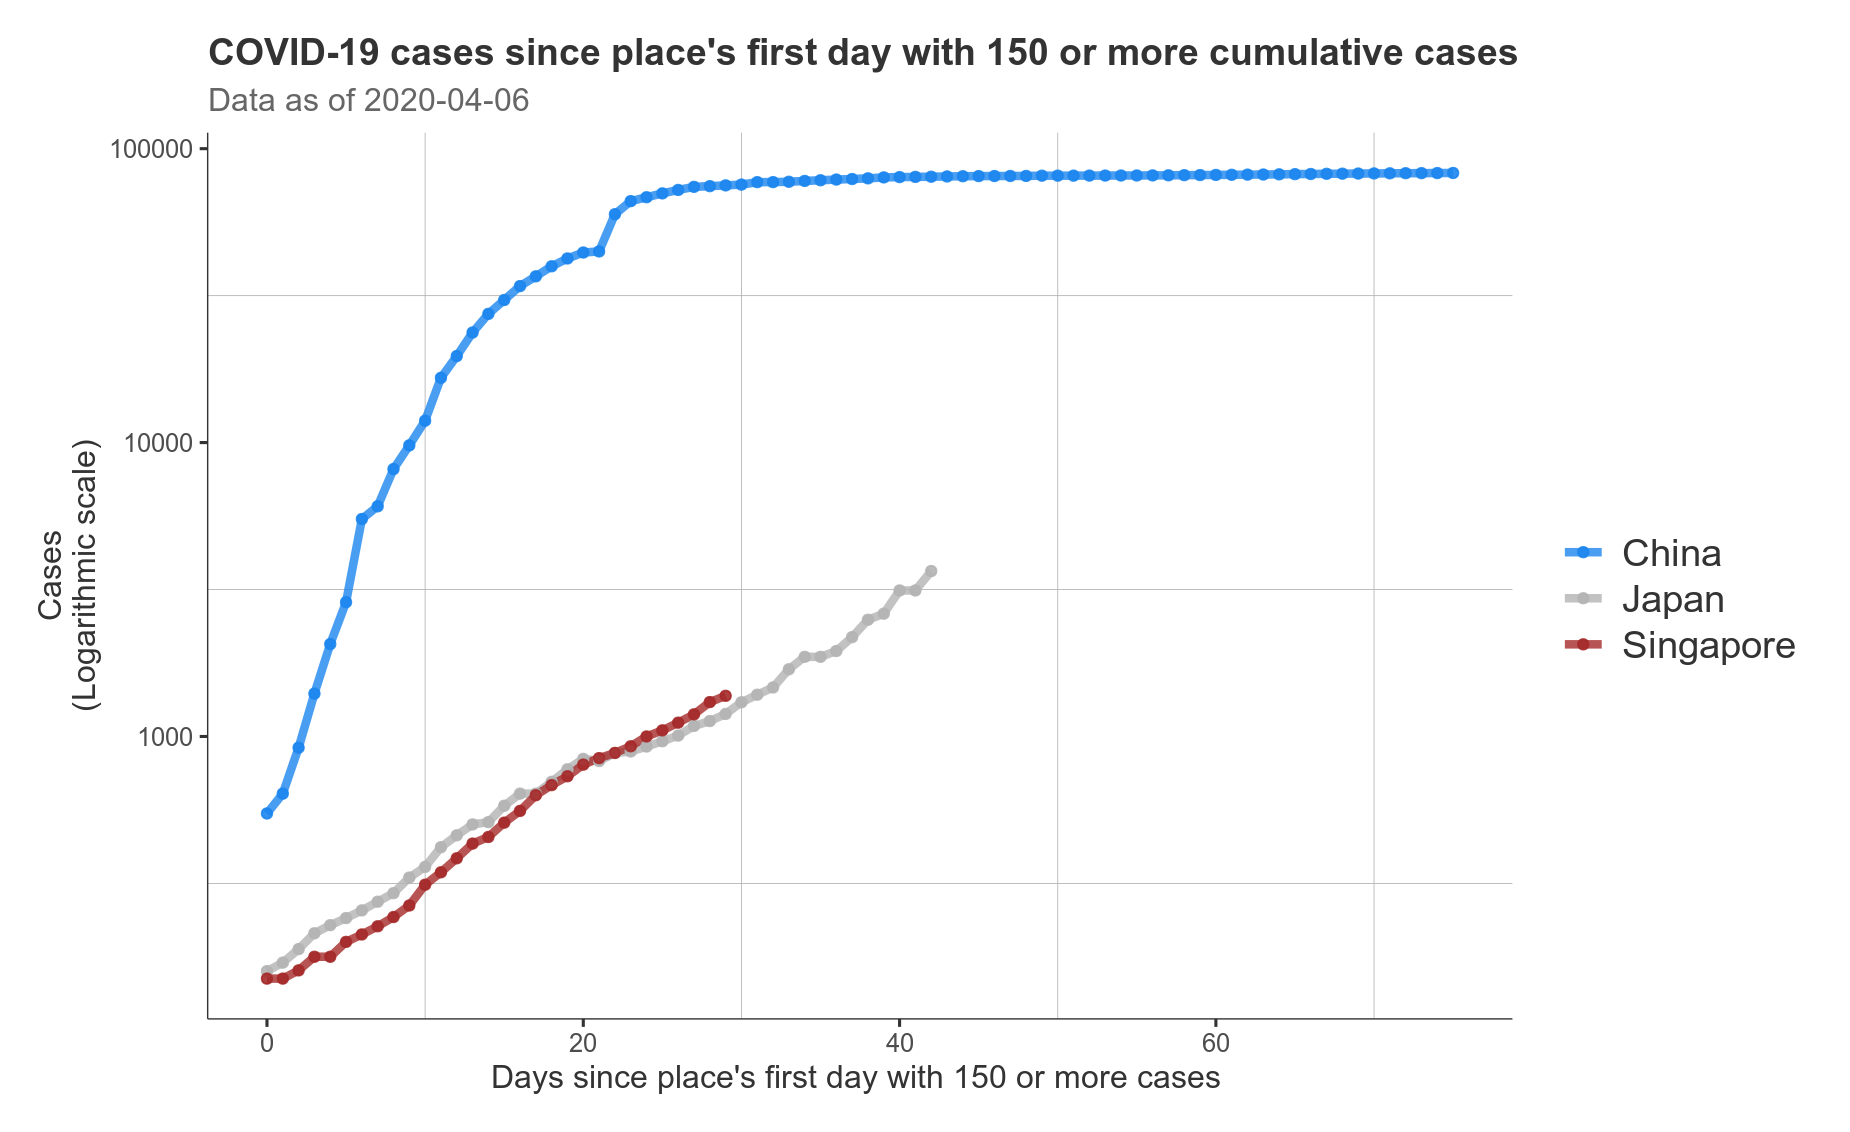 COVID-19 cases since place's first day with 150 or more cumulative cases
Data as of 2020-04-06
100000
10000
1000
Cases
(Logarithmic scale)
0
20
40
60
Days since place's first day with 150 or more cases
China
Japan
Singapore